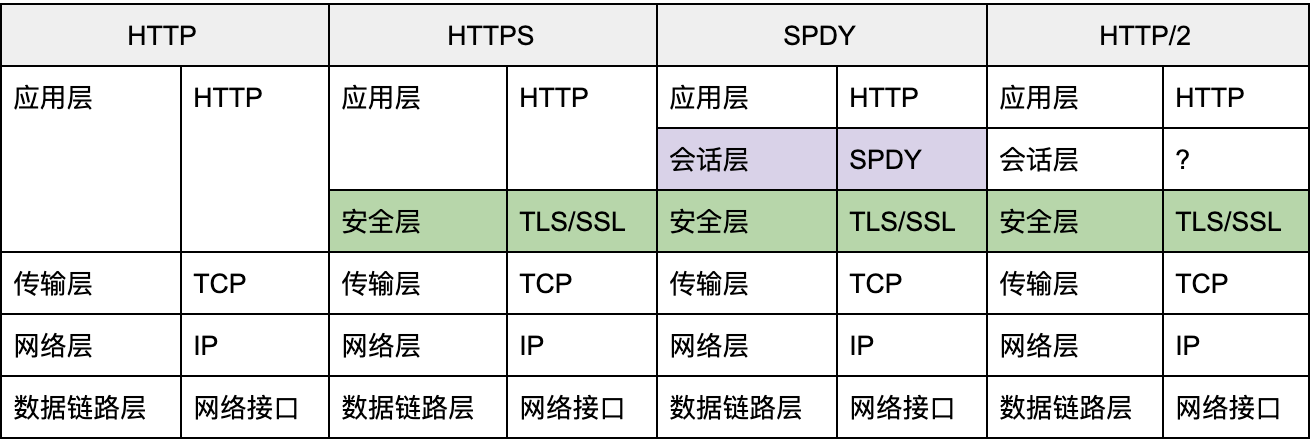 HTTP HTTPS SPDY HTTP/2
应用层 HTTP 应用层 HTTP 应用层 HTTP 应用层 HTTP
会话层 SPDY 会话层 ?
安全层 TLS/SSL 安全层 TLS/SSL 安全层 TLS/SSL
传输层 TCP 传输层 TCP 传输层 TCP 传输层 TCP
网络层 IP 网络层 IP 网络层 IP 网络层 IP
数据链路层 网络接口 数据链路层 网络接口 数据链路层 网络接口 数据链路层 网络接口